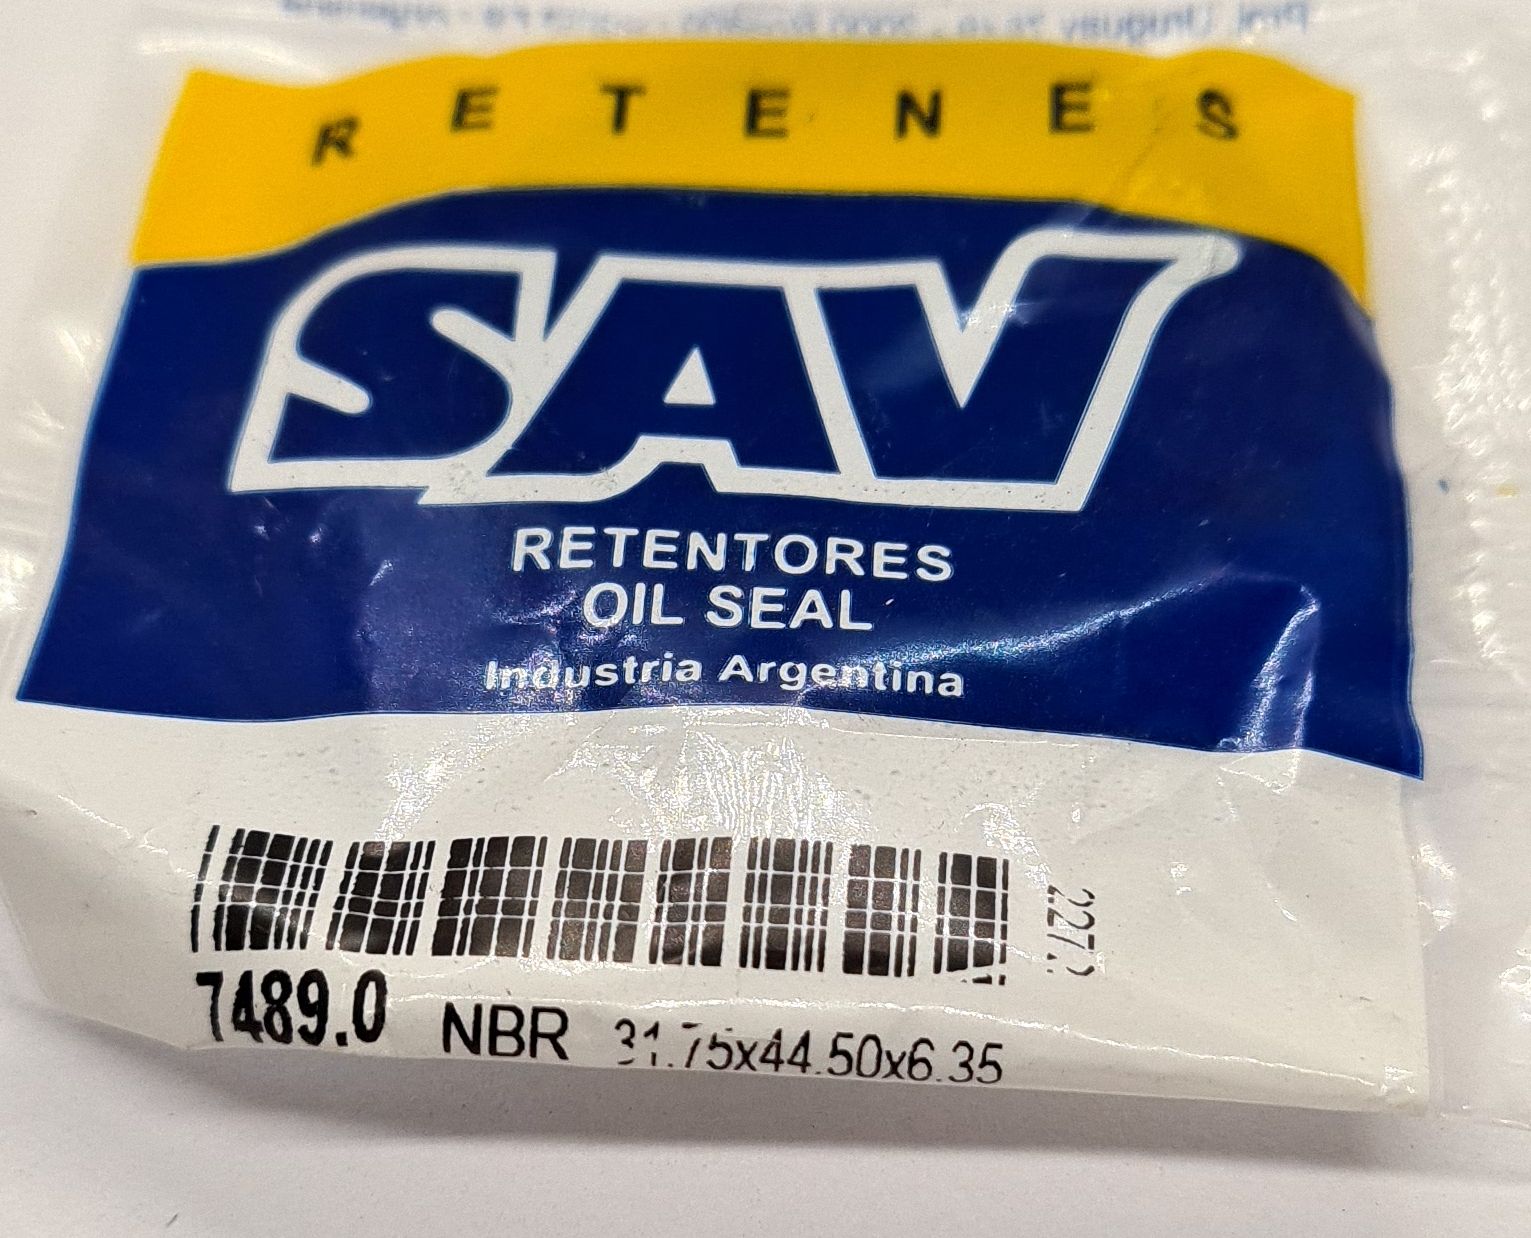 RETENES
SAV
RETENTORES
OIL SEAL
Industria Argentina
7489.0 NBR 31.75x44.50x6.35